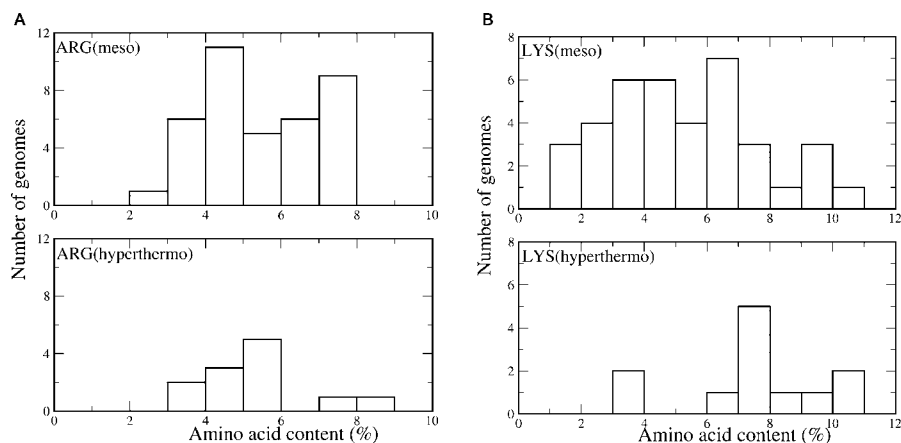 A
B
12
8
4
0
ARG(meso)
0 2 4 6 8 10
12
8
4
0
ARG(hyperthermo)
0 2 4 6 8 10
Number of genomes
Amino acid content (%)
8
6
4
2
0
LYS(meso)
0 2 4 6 8 10 12
8
6
4
2
0
LYS(hyperthermo)
0 2 4 6 8 10 12
Number of genomes
Amino acid content (%)